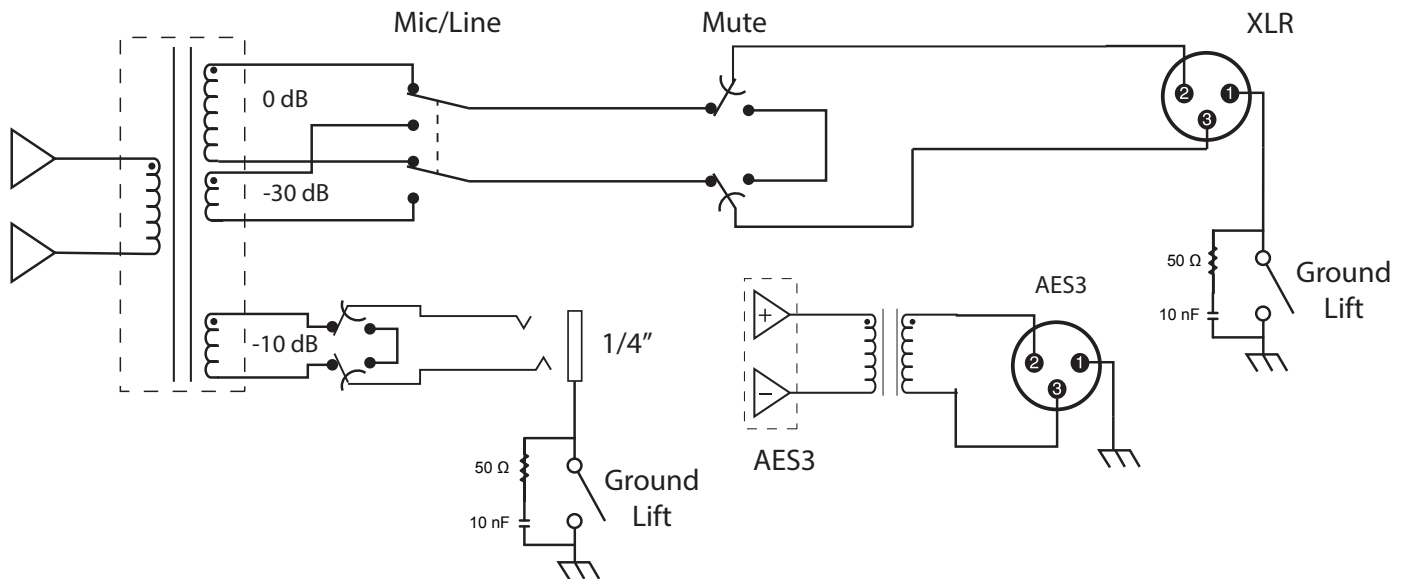 Mic/Line
Mute
XLR
0 dB
-30 dB
2
1
3
-10 dB
1/4”
50 Ω
10 nF
Ground
Lift
+
−
AES3
AES3
2
1
3
50 Ω
10 nF
Ground
Lift